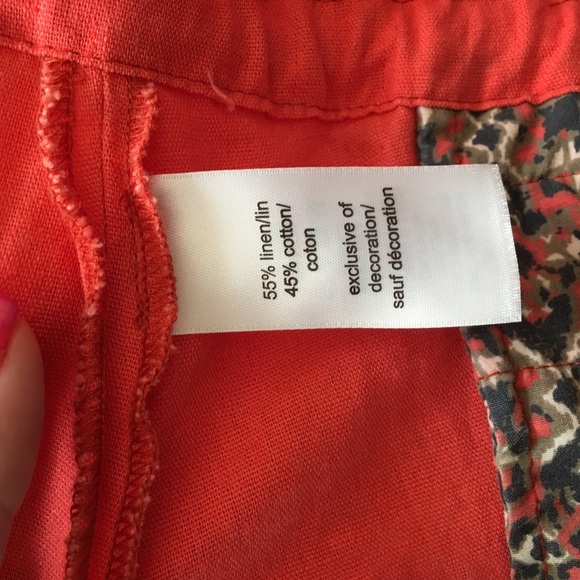 55% linen/lin
45% cotton/
coton
exclusive of
decoration/
sauf décoration